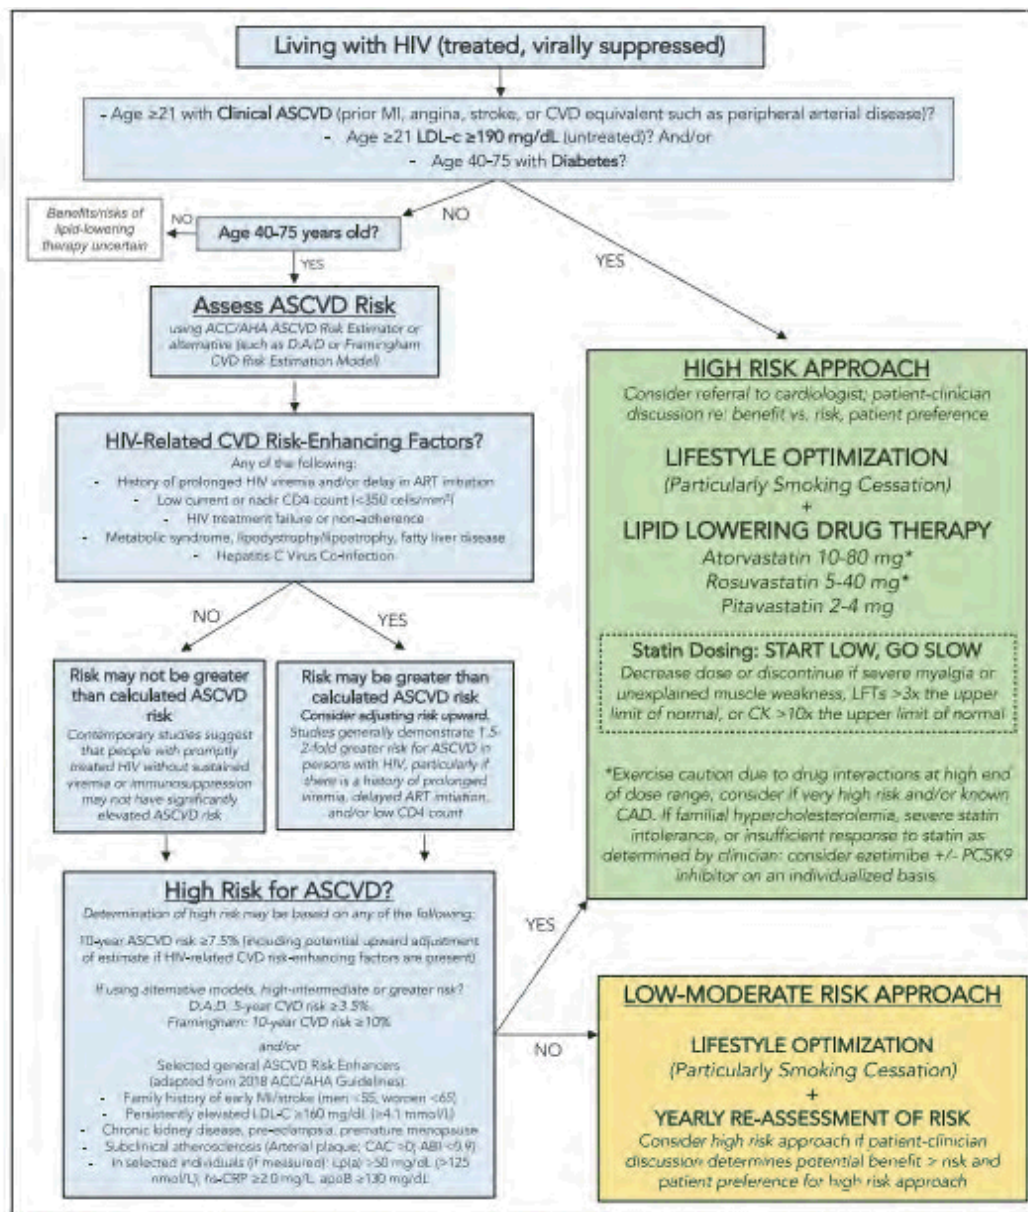 Living with HIV (treated, virally suppressed)
- Age ≥21 with Clinical ASCVD (prior MI, angina, stroke, or CVD equivalent such as peripheral arterial disease)?
- Age ≥21 LDL-c ≥190 mg/dL (untreated)? And/or
- Age 40-75 with Diabetes?
NO
YES
Age 40-75 years old?
NO
Benefits/risks of
lipid-lowering
therapy uncertain
YES
Assess ASCVD Risk
using ACC/AHA ASCVD Risk Estimator or
alternative (such as D:A:D or Framingham
CVD Risk Estimation Model)
HIV-Related CVD Risk-Enhancing Factors?
Any of the following:
- History of prolonged HIV viremia and/or delay in ART initiation
- Low current or nadir CD4 count (<350 cells/mm³)
- HIV treatment failure or non-adherence
- Metabolic syndrome, lipodystrophy/lipoatrophy, fatty liver disease
- Hepatitis C Virus Co-Infection
NO
YES
Risk may not be greater
than calculated ASCVD
risk
Contemporary studies suggest
that people with promptly
treated HIV without sustained
viremia or immunosuppression
may not have significantly
elevated ASCVD risk
Risk may be greater than
calculated ASCVD risk
Consider adjusting risk upward.
Studies generally demonstrate 1.5-
2-fold greater risk for ASCVD in
persons with HIV, particularly if
there is a history of prolonged
viremia, delayed ART initiation,
and/or low CD4 count
High Risk for ASCVD?
Determination of high risk may be based on any of the following:
10-year ASCVD risk ≥7.5% (including potential upward adjustment
of estimate if HIV-related CVD risk-enhancing factors are present)
If using alternative models, high-intermediate or greater risk?
D.A.D. 5-year CVD risk ≥3.5%
Framingham: 10-year CVD risk ≥10%
and/or
Selected general ASCVD Risk Enhancers
(adapted from 2018 ACC/AHA Guidelines):
- Family history of early MI/stroke (men <55, women <65)
- Persistently elevated LDL-C ≥160 mg/dL (≥4.1 mmol/L)
- Chronic kidney disease, pre-eclampsia, premature menopause
- Subclinical atherosclerosis (Arterial plaque; CAC >0; ABI <0.9)
- In selected individuals (if measured): Lp(a) >50 mg/dL (>125
nmol/L); hs-CRP ≥2.0 mg/L, apoB ≥130 mg/dL
YES
NO
HIGH RISK APPROACH
Consider referral to cardiologist; patient-clinician
discussion re: benefit vs. risk, patient preference
LIFESTYLE OPTIMIZATION
(Particularly Smoking Cessation)
+
LIPID LOWERING DRUG THERAPY
Atorvastatin 10-80 mg*
Rosuvastatin 5-40 mg*
Pitavastatin 2-4 mg
Statin Dosing: START LOW, GO SLOW
Decrease dose or discontinue if severe myalgia or
unexplained muscle weakness, LFTs >3x the upper
limit of normal, or CK >10x the upper limit of normal
*Exercise caution due to drug interactions at high end
of dose range, consider if very high risk and/or known
CAD. If familial hypercholesterolemia, severe statin
intolerance, or insufficient response to statin as
determined by clinician: consider ezetimibe +/- PCSK9
inhibitor on an individualized basis.
LOW-MODERATE RISK APPROACH
LIFESTYLE OPTIMIZATION
(Particularly Smoking Cessation)
+
YEARLY RE-ASSESSMENT OF RISK
Consider high risk approach if patient-clinician
discussion determines potential benefit > risk and
patient preference for high risk approach